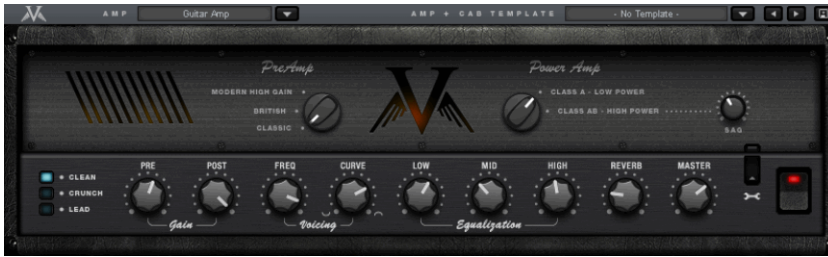 AMP Guitar Amp AMP + CAB TEMPLATE - No Template -
PreAmp Power Amp
MODERN HIGH GAIN CLASS A - LOW POWER
BRITISH CLASS AB - HIGH POWER
CLASSIC SAG
PRE POST FREQ CURVE LOW MID HIGH REVERB MASTER
CLEAN
CRUNCH
LEAD
Gain Voicing Equalization